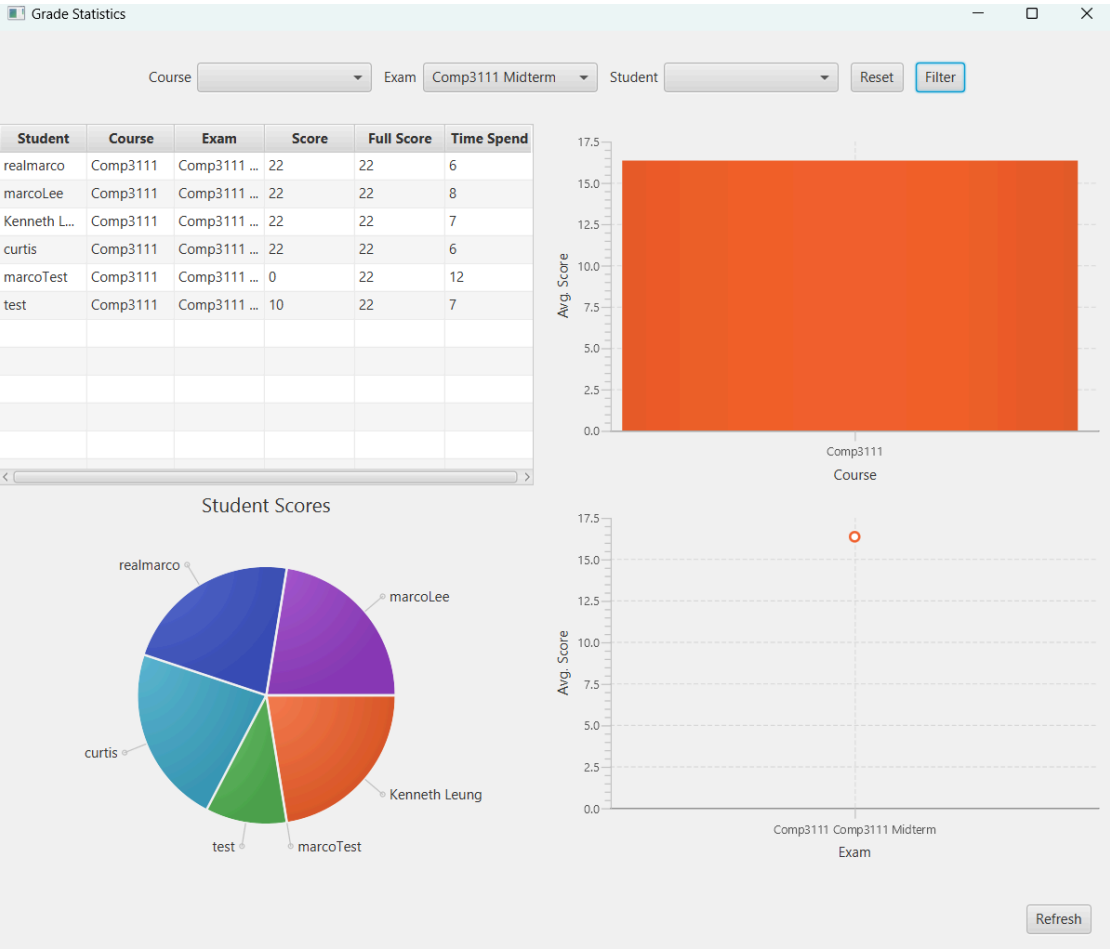 Grade Statistics
Course Exam Comp3111 Midterm Student Reset Filter
Student Course Exam Score Full Score Time Spend
realmarco Comp3111 Comp3111 ... 22 22 6
marcoLee Comp3111 Comp3111 ... 22 22 8
Kenneth L... Comp3111 Comp3111 ... 22 22 7
curtis Comp3111 Comp3111 ... 22 22 6
marcoTest Comp3111 Comp3111 ... 0 22 12
test Comp3111 Comp3111 ... 10 22 7
17.5
15.0
12.5
10.0
7.5
5.0
2.5
0.0
Avg. Score
Comp3111
Course
Student Scores
realmarco
marcoLee
curtis
Kenneth Leung
test
marcoTest
17.5
15.0
12.5
10.0
7.5
5.0
2.5
0.0
Avg. Score
Comp3111 Comp3111 Midterm
Exam
Refresh